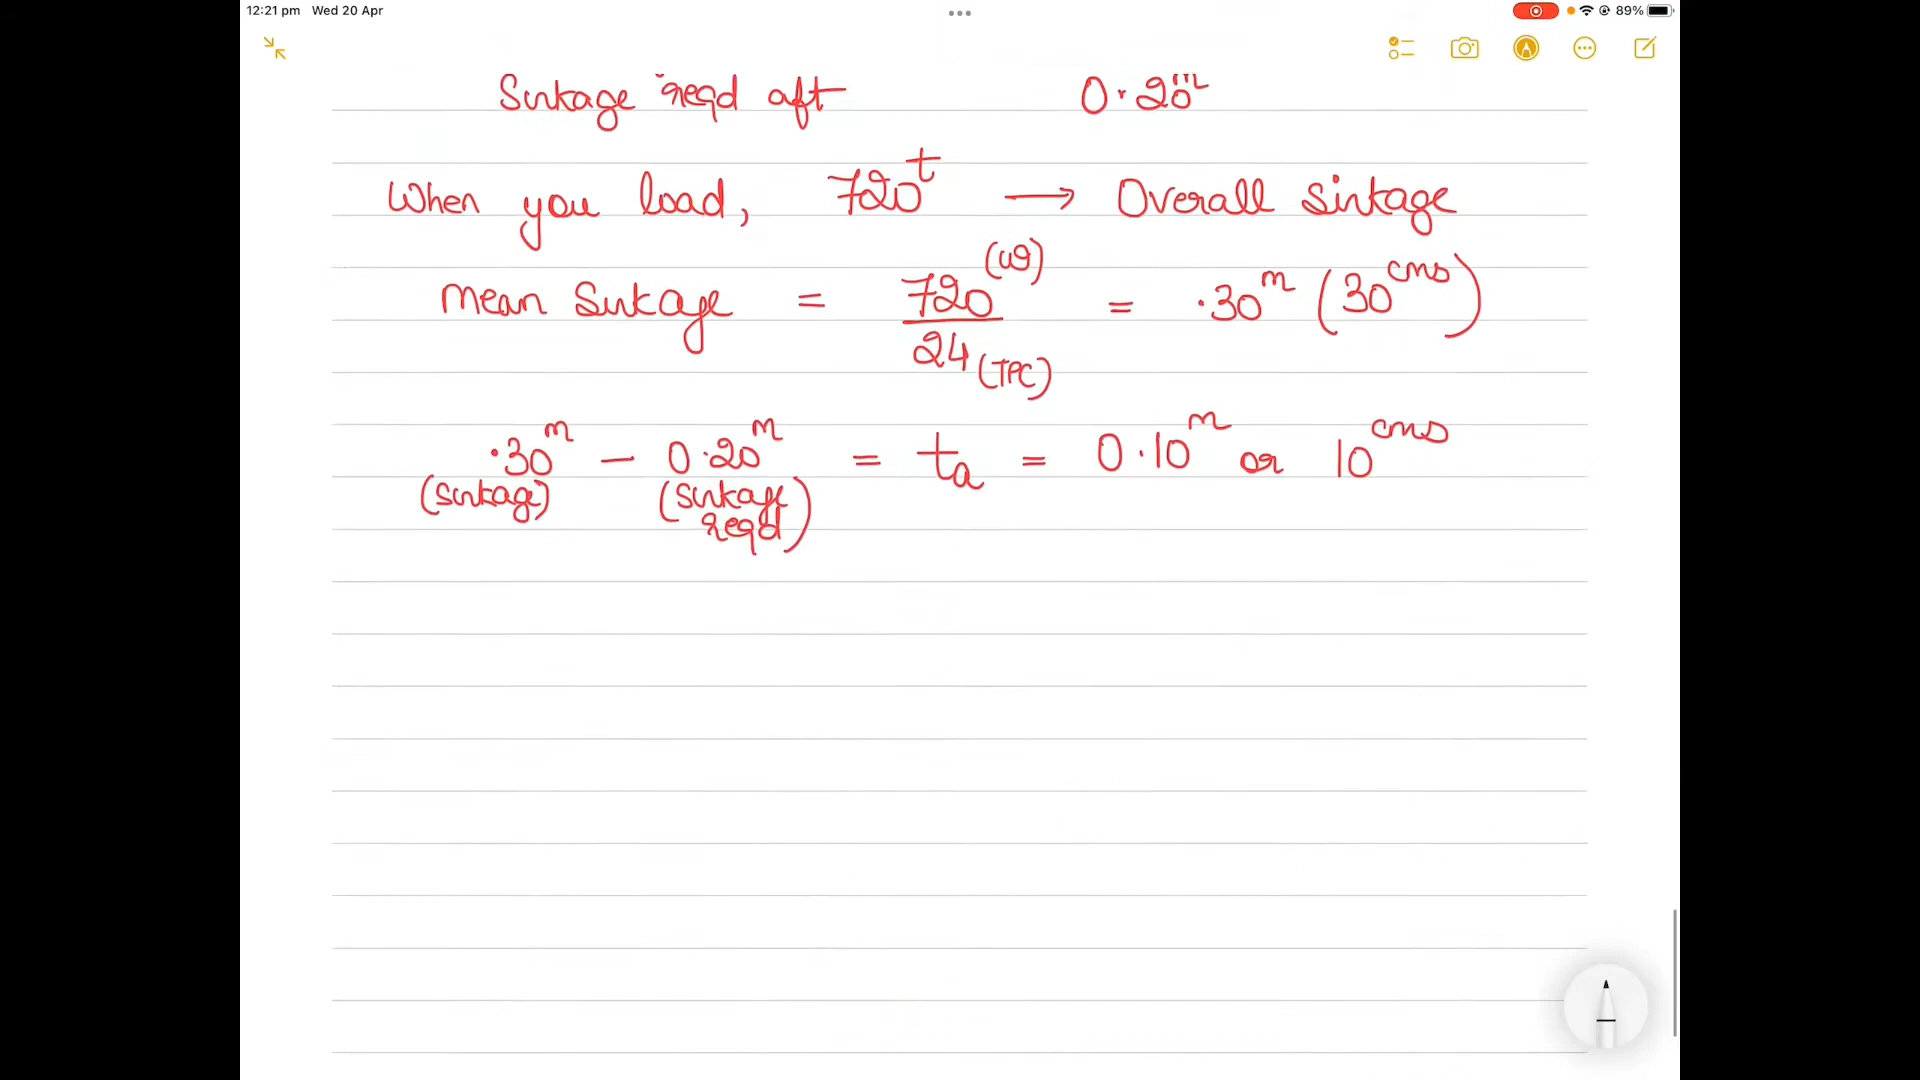 12:21 pm Wed 20 Apr 89%
Sinkage reqd aft 0.20m
When you load, 720t → Overall sinkage
Mean Sinkage = 720(w) / 24(TPC) = .30m (30cms)
.30m - 0.20m = ta = 0.10m or 10cms
(Sinkage) (Sinkage
reqd)